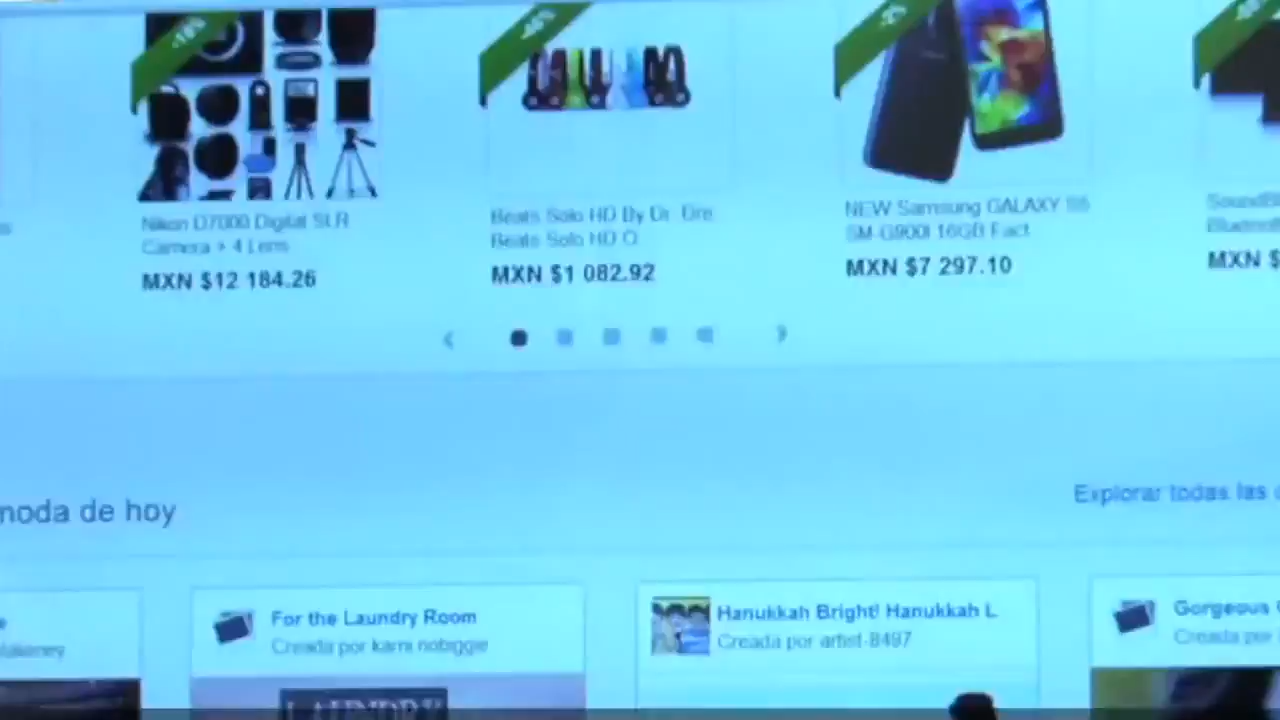 Nikon D7000 Digital SLR
Camera + 4 Lens
MXN $12 184.26
Beats Solo HD By Dr. Dre
Beats Solo HD O
MXN $1 082.92
NEW Samsung GALAXY S5
SM-G900I 16GB Fact
MXN $7 297.10
MXN $
moda de hoy
Explorar todas las
For the Laundry Room
Creada por
Hanukkah Bright! Hanukkah L
Creada por artist-8497
Gorgeous
Creada por
LAUNDRY